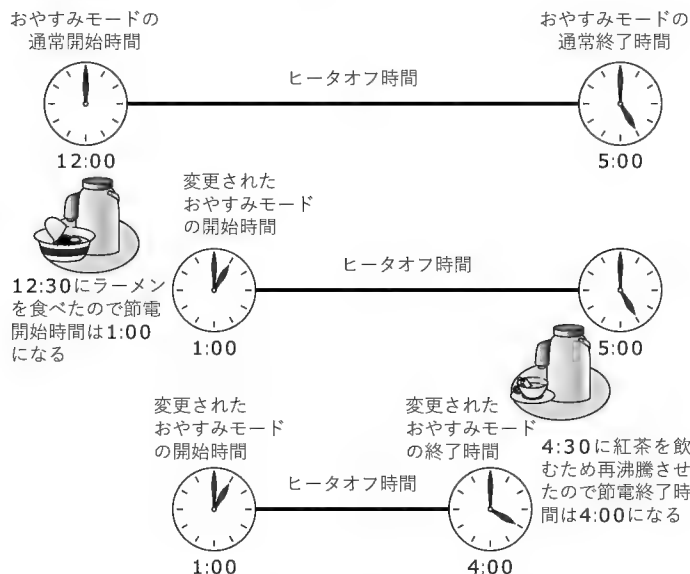 おやすみモードの
通常開始時間
おやすみモードの
通常終了時間
ヒータオフ時間
12:00
5:00
変更された
おやすみモード
の開始時間
ヒータオフ時間
12:30にラーメン
を食べたので節電
開始時間は1:00
になる
1:00
5:00
変更された
おやすみモード
の開始時間
変更された
おやすみモード
の終了時間
ヒータオフ時間
4:30に紅茶を飲
むため再沸騰させ
たので節電終了時
間は4:00になる
1:00
4:00